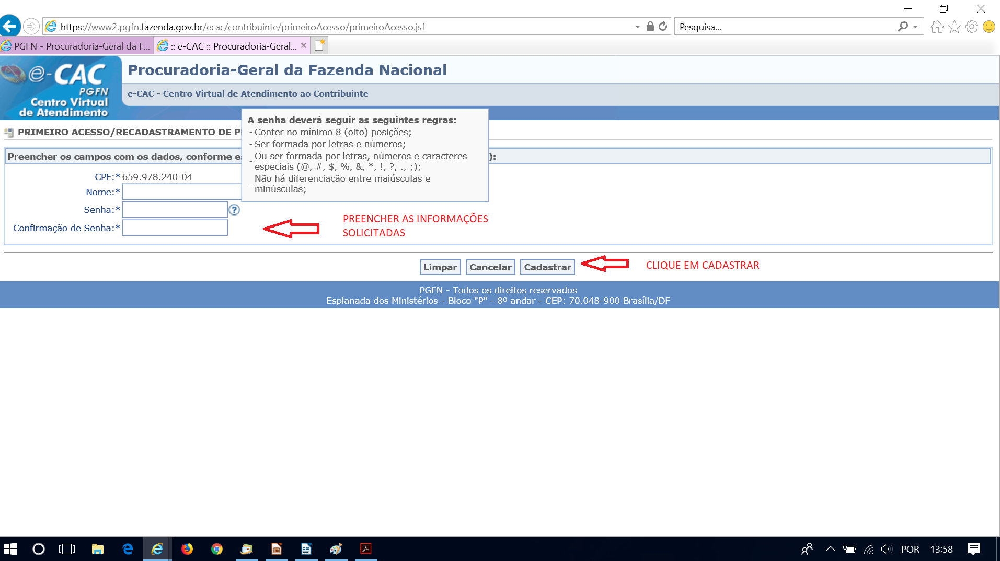 https://www2.pgfn.fazenda.gov.br/ecac/contribuinte/primeiroAcesso/primeiroAcesso.jsf
Pesquisa...
PGFN - Procuradoria-Geral da F...
:: e-CAC :: Procuradoria-Geral...
e-CAC
PGFN
Centro Virtual
de Atendimento
Procuradoria-Geral da Fazenda Nacional
e-CAC - Centro Virtual de Atendimento ao Contribuinte
PRIMEIRO ACESSO/RECADASTRAMENTO DE P
A senha deverá seguir as seguintes regras:
- Conter no mínimo 8 (oito) posições;
- Ser formada por letras e números;
- Ou ser formada por letras, números e caracteres
especiais (@, #, $, %, &, *, !, ?, ., ;);
- Não há diferenciação entre maiúsculas e
minúsculas;
Preencher os campos com os dados, conforme es ):
CPF:* 659.978.240-04
Nome:*
Senha:*
?
Confirmação de Senha:*
PREENCHER AS INFORMAÇÕES
SOLICITADAS
Limpar Cancelar Cadastrar
CLIQUE EM CADASTRAR
PGFN - Todos os direitos reservados
Esplanada dos Ministérios - Bloco "P" - 8º andar - CEP: 70.048-900 Brasília/DF
POR 13:58